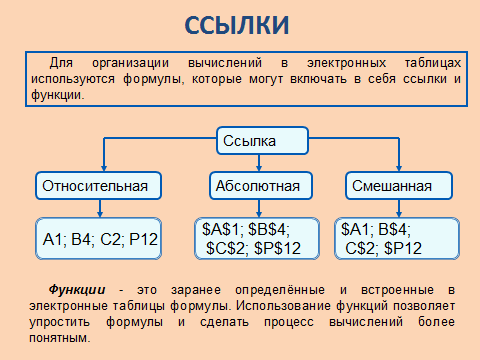 ССЫЛКИ
Для организации вычислений в электронных таблицах
используются формулы, которые могут включать в себя ссылки и
функции.
Ссылка
Относительная
Абсолютная
Смешанная
A1; B4; C2; P12
$A$1; $B$4;
$C$2; $P$12
$A1; B$4;
C$2; $P12
Функции - это заранее определённые и встроенные в
электронные таблицы формулы. Использование функций позволяет
упростить формулы и сделать процесс вычислений более
понятным.